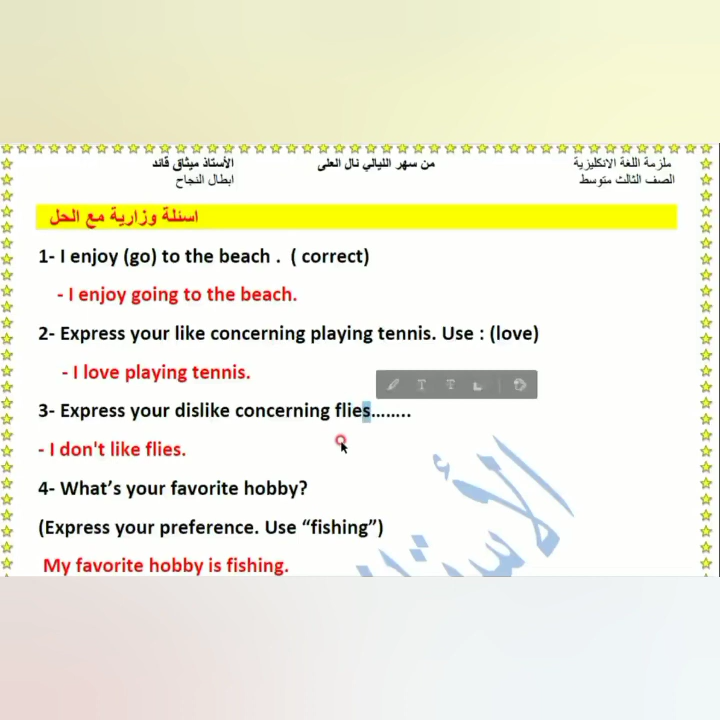 ملزمة اللغة الانكليزية من سهر الليالي نال العلى الأستاذ ميثاق قائد
الصف الثالث متوسط ابطال النجاح
اسئلة وزارية مع الحل
1- I enjoy (go) to the beach . ( correct)
- I enjoy going to the beach.
2- Express your like concerning playing tennis. Use : (love)
- I love playing tennis.
3- Express your dislike concerning flies........
- I don't like flies.
4- What’s your favorite hobby?
(Express your preference. Use “fishing”)
My favorite hobby is fishing.